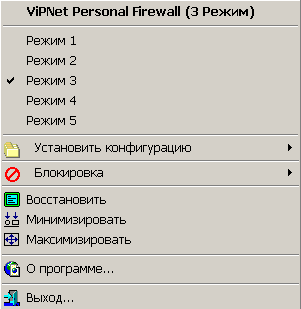 ViPNet Personal Firewall (3 Режим)
Режим 1
Режим 2
Режим 3
Режим 4
Режим 5
Установить конфигурацию
Блокировка
Восстановить
Минимизировать
Максимизировать
О программе...
Выход...